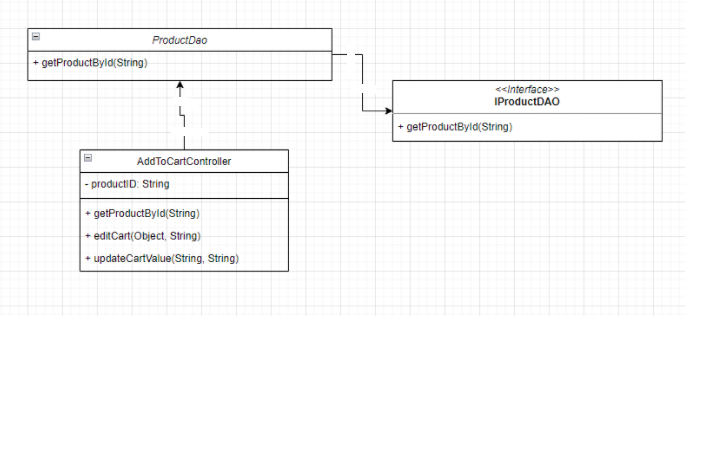 ProductDao
+ getProductById(String)
<<Interface>>
IProductDAO
+ getProductById(String)
AddToCartController
- productID: String
+ getProductById(String)
+ editCart(Object, String)
+ updateCartValue(String, String)